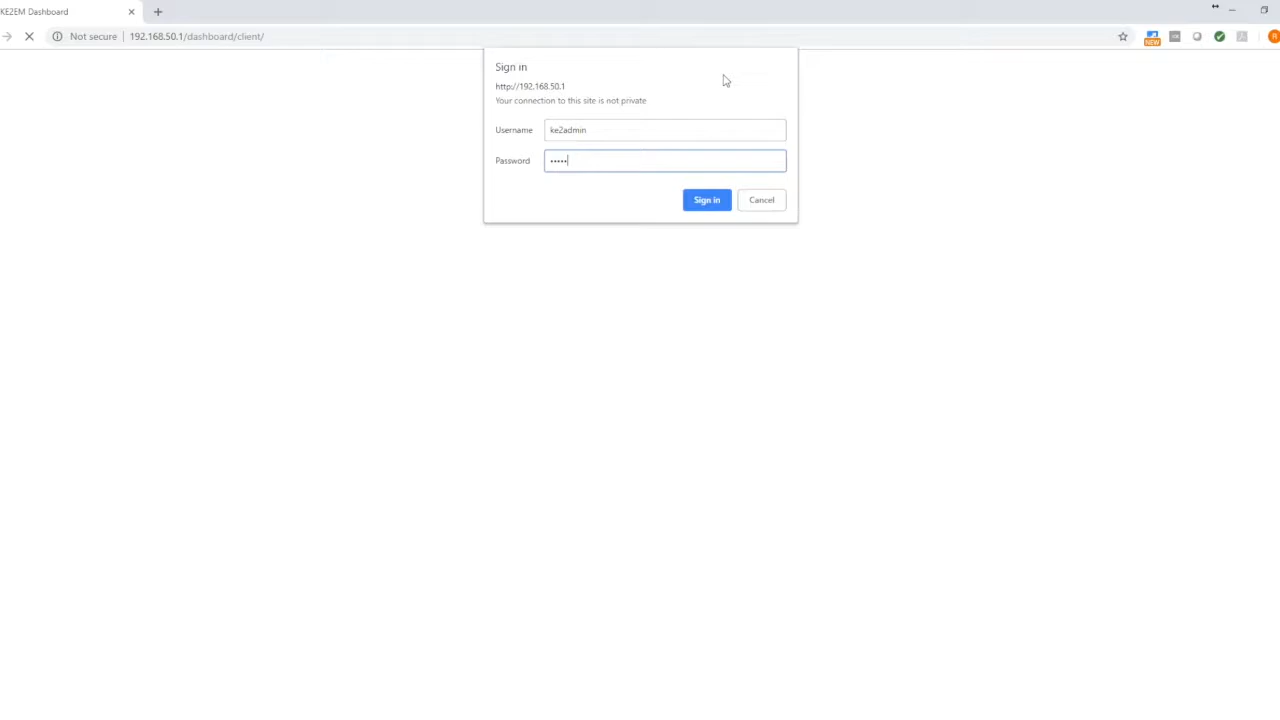 KE2EM Dashboard
Not secure
192.168.50.1/dashboard/client/
NEW
R
Sign in
http://192.168.50.1
Your connection to this site is not private
Username
ke2admin
Password
•••••
Sign in
Cancel